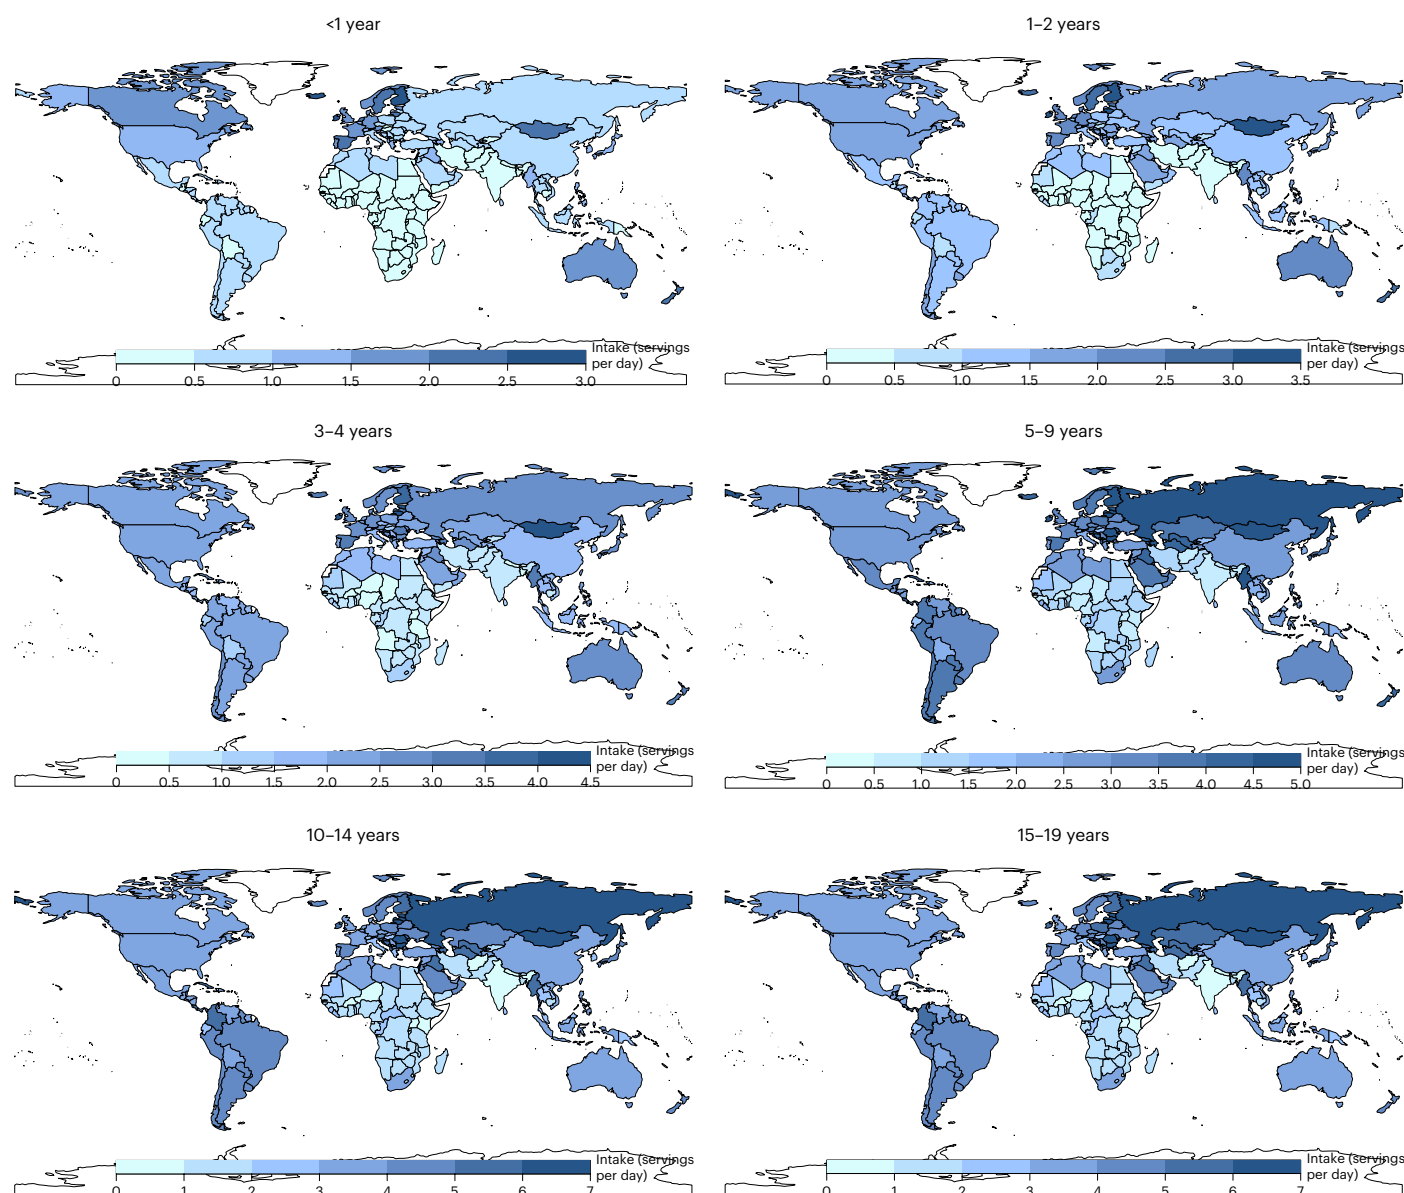 <1 year
1–2 years
Intake (servings
per day)
0 0.5 1.0 1.5 2.0 2.5 3.0
Intake (servings
per day)
0 0.5 1.0 1.5 2.0 2.5 3.0 3.5
3–4 years
5–9 years
Intake (servings
per day)
0 0.5 1.0 1.5 2.0 2.5 3.0 3.5 4.0 4.5
Intake (servings
per day)
0 0.5 1.0 1.5 2.0 2.5 3.0 3.5 4.0 4.5 5.0
10–14 years
15–19 years
Intake (servings
per day)
0 1 2 3 4 5 6 7
Intake (servings
per day)
0 1 2 3 4 5 6 7